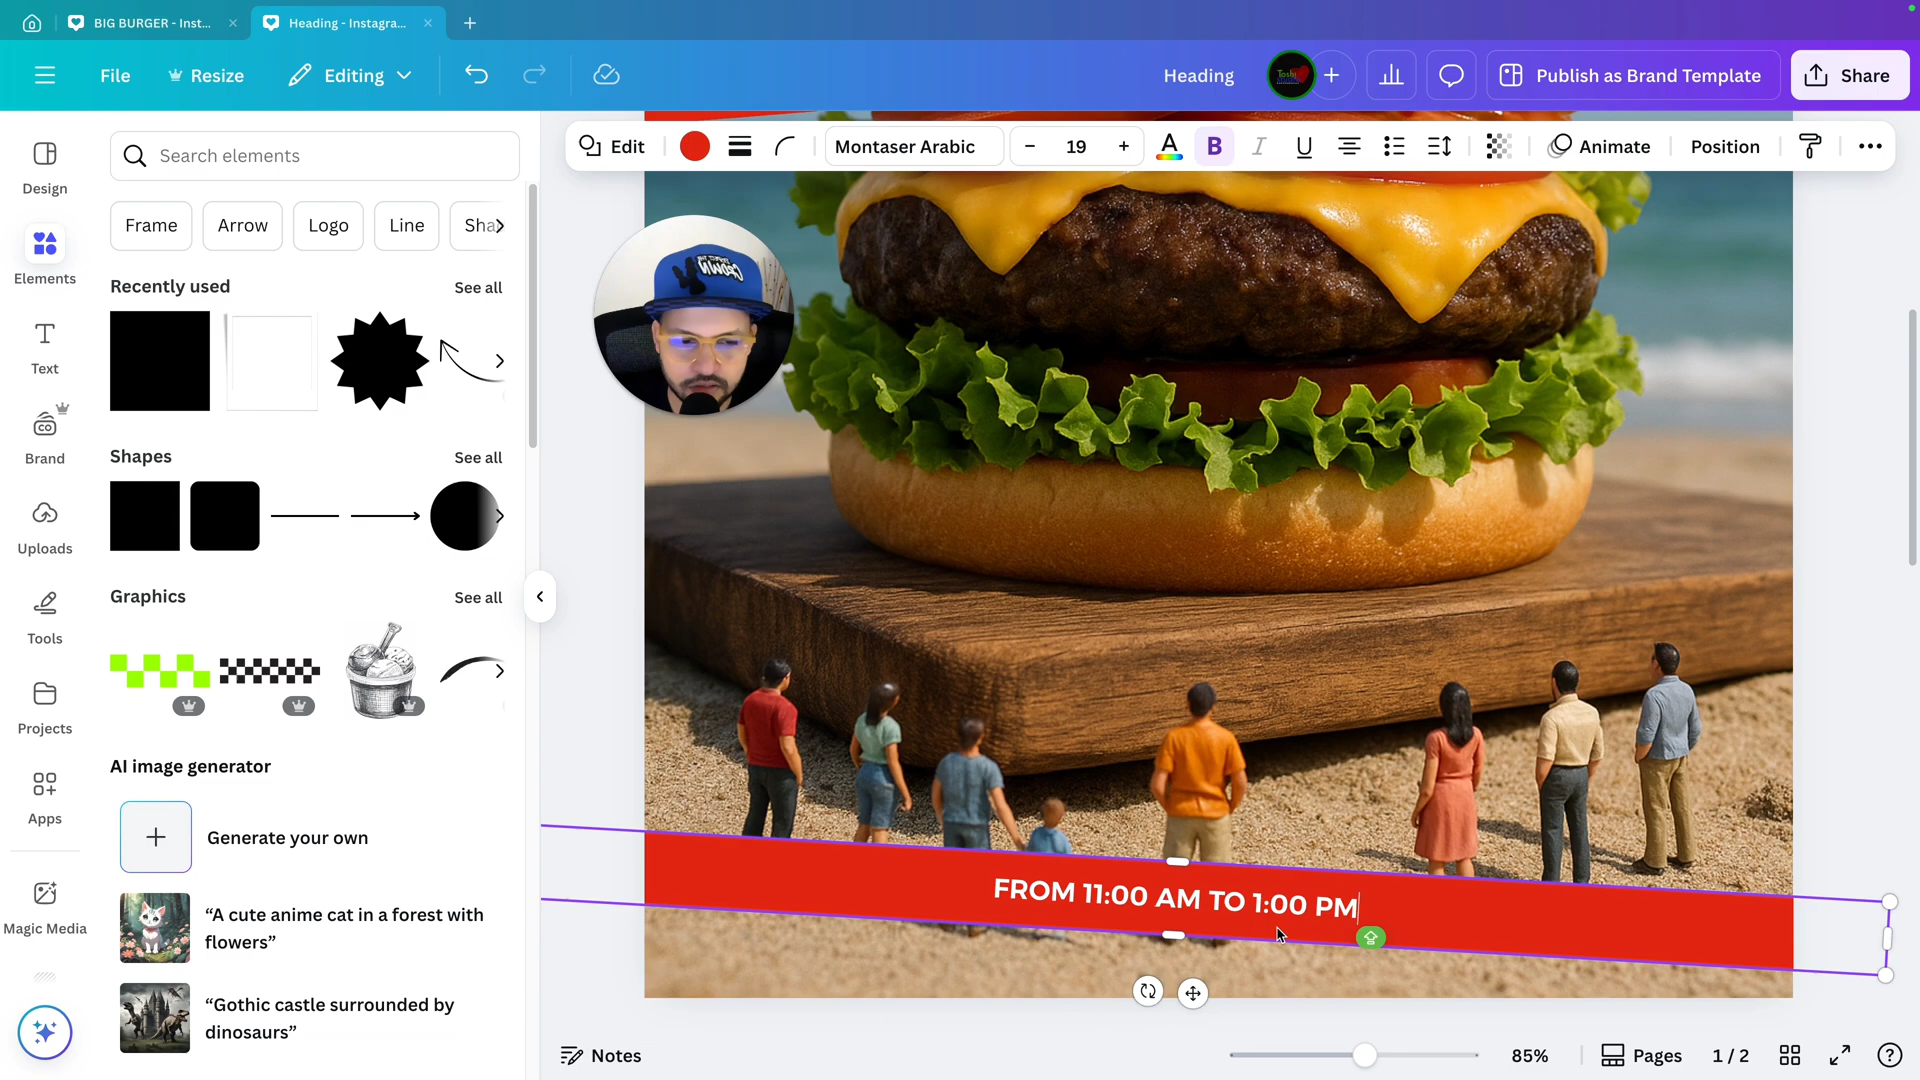 BIG BURGER - Inst...
Heading - Instagra...
File
Resize
Editing
Heading
Publish as Brand Template
Share
Search elements
Edit
Montaser Arabic
19
A
B
I
U
Animate
Position
Design
Elements
Text
Brand
Uploads
Tools
Projects
Apps
Magic Media
Frame
Arrow
Logo
Line
Sha
Recently used
See all
Shapes
See all
Graphics
See all
AI image generator
Generate your own
“A cute anime cat in a forest with
flowers”
“Gothic castle surrounded by
dinosaurs”
FROM 11:00 AM TO 1:00 PM
Notes
85%
Pages
1 / 2